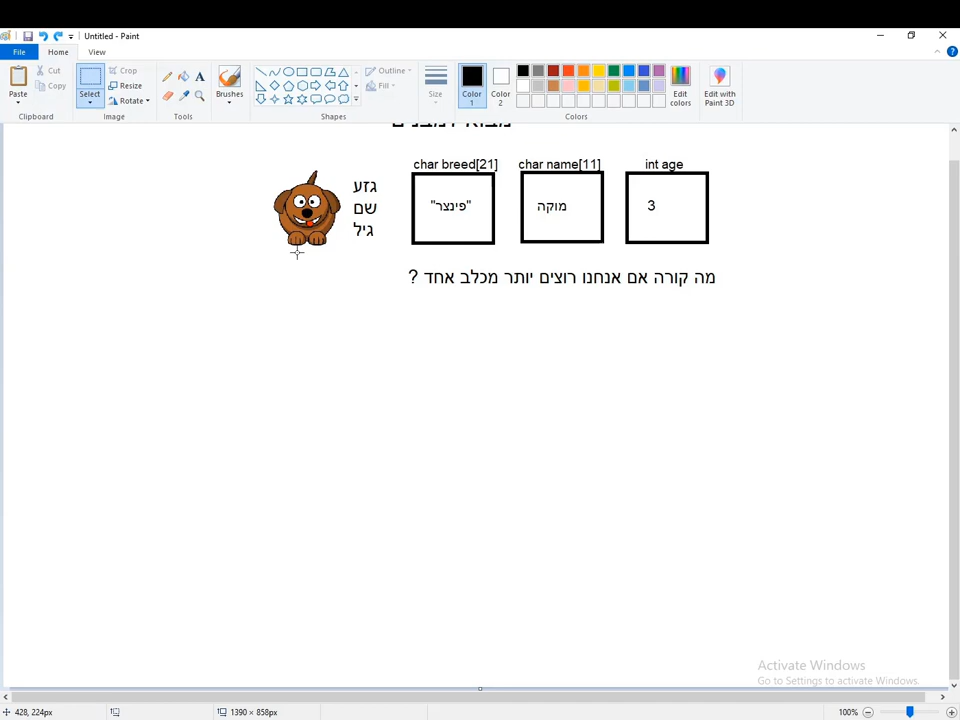 Untitled - Paint
File
Home
View
Paste
Cut
Copy
Clipboard
Select
Crop
Resize
Rotate
Image
Tools
Brushes
Shapes
Outline
Fill
Size
Color 1
Color 2
Edit colors
Colors
Edit with Paint 3D
char breed[21]
char name[11]
int age
גזע
שם
גיל
"פינצר"
מוקה
3
מה קורה אם אנחנו רוצים יותר מכלב אחד ?
Activate Windows
Go to Settings to activate Windows.
428, 224px
1390 × 858px
100%